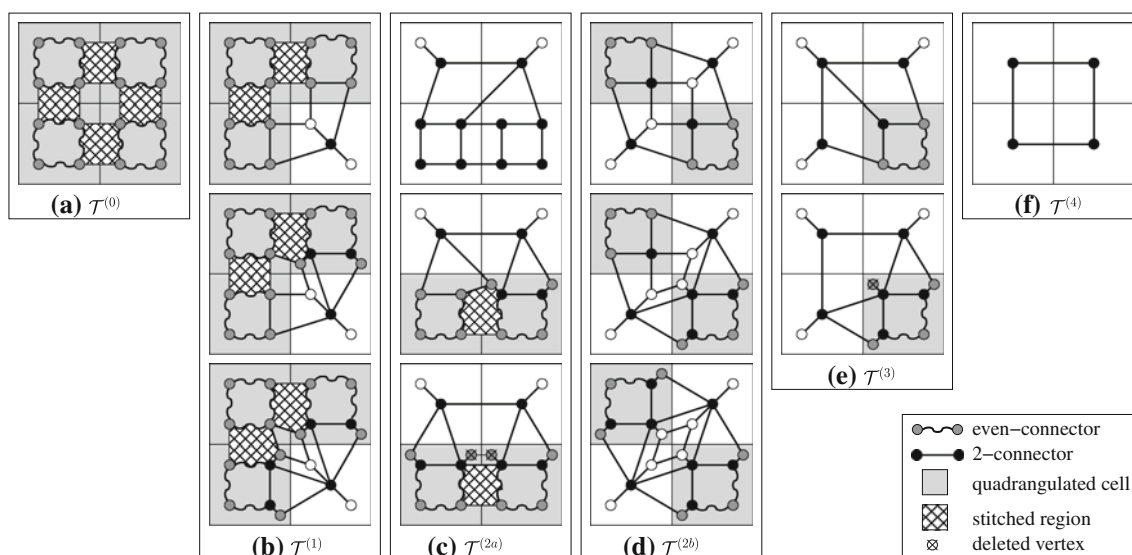 (a) 𝒯^(0)
(b) 𝒯^(1)
(c) 𝒯^(2a)
(d) 𝒯^(2b)
(e) 𝒯^(3)
(f) 𝒯^(4)
even−connector
2−connector
quadrangulated cell
stitched region
deleted vertex